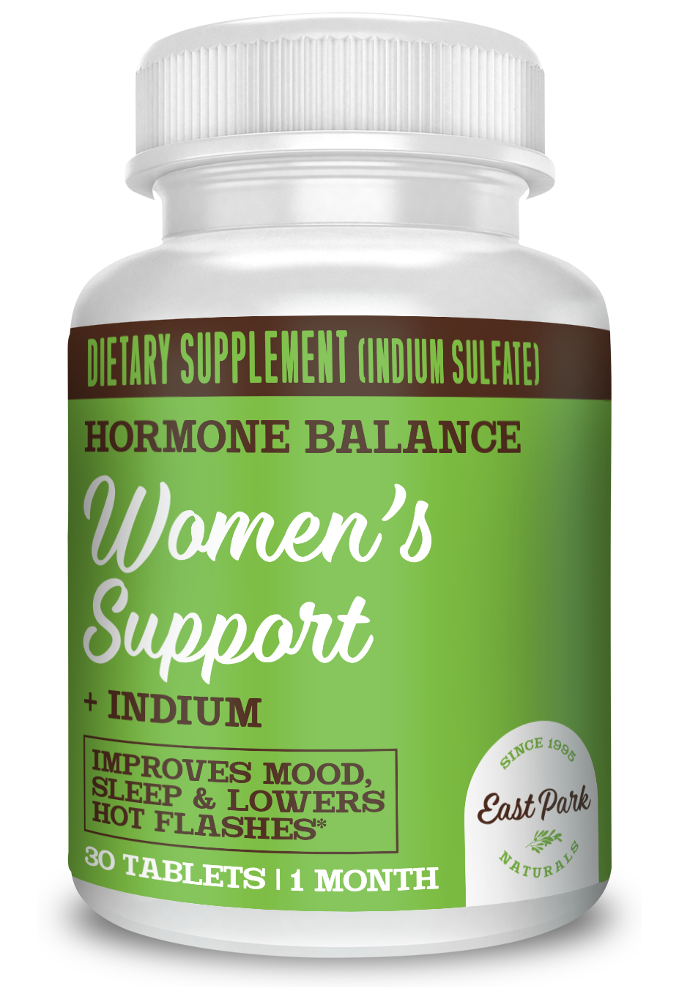 DIETARY SUPPLEMENT (INDIUM SULFATE)
HORMONE BALANCE
Women's
Support
+ INDIUM
IMPROVES MOOD,
SLEEP & LOWERS
HOT FLASHES*
30 TABLETS | 1 MONTH
SINCE 1995
East Park
NATURALS